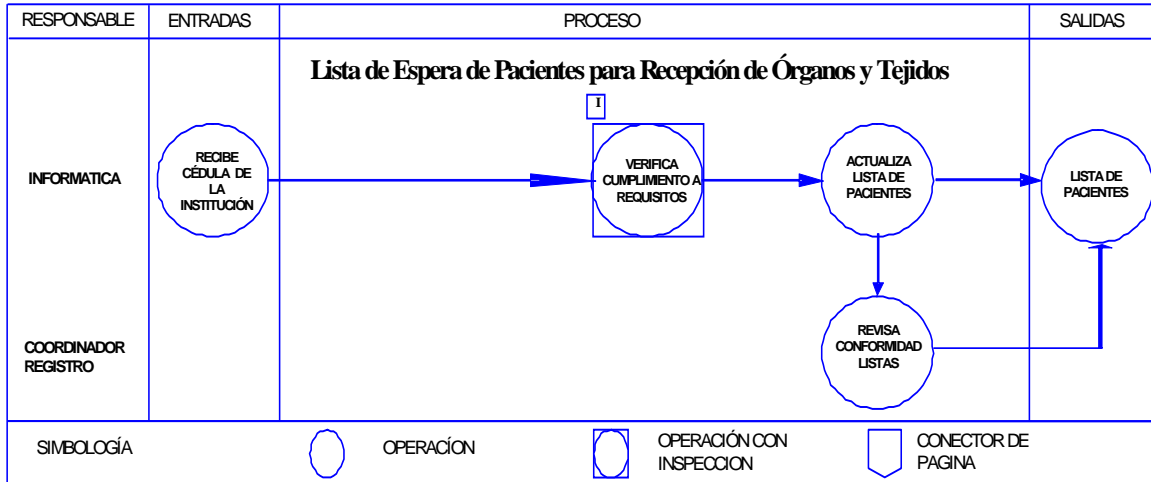 RESPONSABLE
ENTRADAS
PROCESO
SALIDAS
Lista de Espera de Pacientes para Recepción de Órganos y Tejidos
I
INFORMATICA
RECIBE
CÉDULA DE
LA
INSTITUCIÓN
VERIFICA
CUMPLIMIENTO A
REQUISITOS
ACTUALIZA
LISTA DE
PACIENTES
LISTA DE
PACIENTES
COORDINADOR
REGISTRO
REVISA
CONFORMIDAD
LISTAS
SIMBOLOGÍA
OPERACÍON
OPERACIÓN CON
INSPECCION
CONECTOR DE
PAGINA